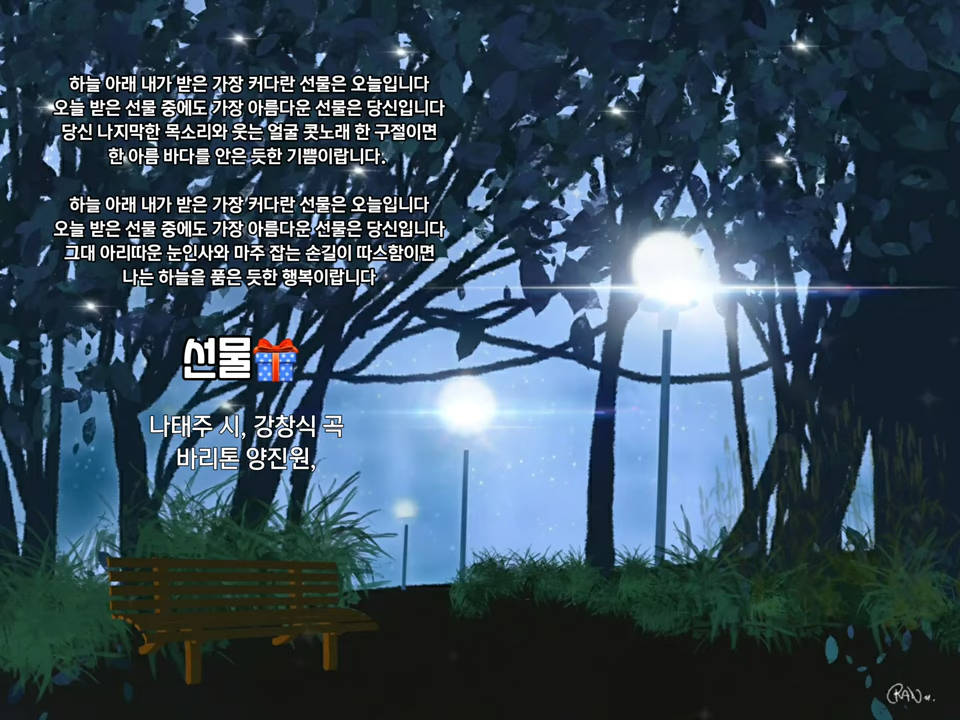 하늘 아래 내가 받은 가장 커다란 선물은 오늘입니다
오늘 받은 선물 중에도 가장 아름다운 선물은 당신입니다
당신 나지막한 목소리와 웃는 얼굴 콧노래 한 구절이면
한 아름 바다를 안은 듯한 기쁨이랍니다.
하늘 아래 내가 받은 가장 커다란 선물은 오늘입니다
오늘 받은 선물 중에도 가장 아름다운 선물은 당신입니다
그대 아리따운 눈인사와 마주 잡는 손길이 따스함이면
나는 하늘을 품은 듯한 행복이랍니다
선물🎁
나태주 시, 강창식 곡
바리톤 양진원,